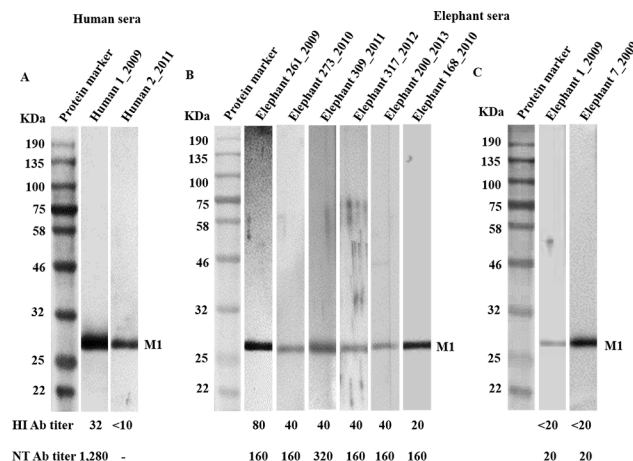 Human sera
Elephant sera
A
Protein marker
Human 1_2009
Human 2_2011
B
Protein marker
Elephant 261_2009
Elephant 273_2010
Elephant 309_2011
Elephant 317_2012
Elephant 200_2013
Elephant 168_2010
C
Protein marker
Elephant 1_2009
Elephant 7_2009
KDa
190
135
100
75
58
46
32
25
22
M1
KDa
190
135
100
75
58
46
32
25
22
M1
KDa
190
135
100
75
58
46
32
25
22
M1
HI Ab titer 32 <10 80 40 40 40 40 20 <20 <20
NT Ab titer 1,280 - 160 160 320 160 160 160 20 20